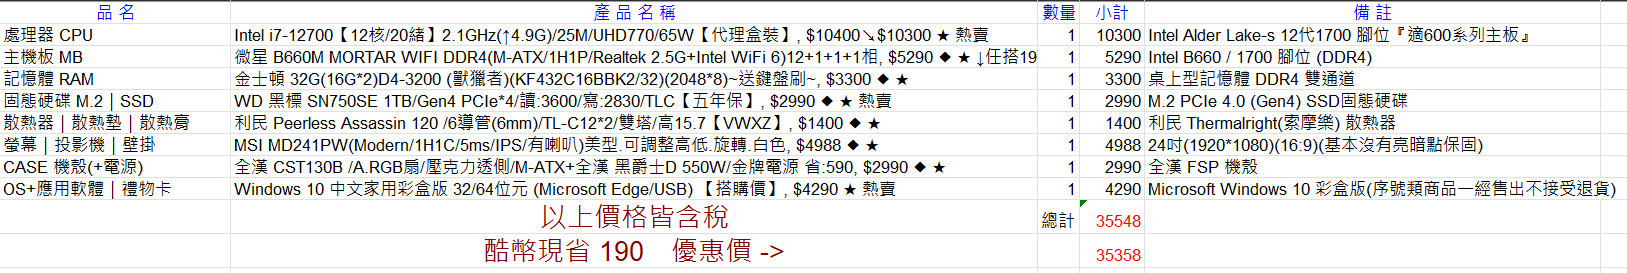 品 名 產 品 名 稱 數量 小計 備 註
處理器 CPU Intel i7-12700【12核/20緒】2.1GHz(↑4.9G)/25M/UHD770/65W【代理盒裝】, $10400↘$10300 ★ 熱賣 1 10300 Intel Alder Lake-s 12代1700 腳位『適600系列主板』
主機板 MB 微星 B660M MORTAR WIFI DDR4(M-ATX/1H1P/Realtek 2.5G+Intel WiFi 6)12+1+1+1相, $5290 ◆ ★ ↓任搭19 1 5290 Intel B660 / 1700 腳位 (DDR4)
記憶體 RAM 金士頓 32G(16G*2)D4-3200 (獸獵者)(KF432C16BBK2/32)(2048*8)~送鍵盤刷~, $3300 ◆ ★ 1 3300 桌上型記憶體 DDR4 雙通道
固態硬碟 M.2｜SSD WD 黑標 SN750SE 1TB/Gen4 PCIe*4/讀:3600/寫:2830/TLC【五年保】, $2990 ◆ ★ 熱賣 1 2990 M.2 PCIe 4.0 (Gen4) SSD固態硬碟
散熱器｜散熱墊｜散熱膏 利民 Peerless Assassin 120 /6導管(6mm)/TL-C12*2/雙塔/高15.7【VWXZ】, $1400 ◆ ★ 1 1400 利民 Thermalright(索摩樂) 散熱器
螢幕｜投影機｜壁掛 MSI MD241PW(Modern/1H1C/5ms/IPS/有喇叭)美型.可調整高低.旋轉.白色, $4988 ◆ ★ 1 4988 24吋(1920*1080)(16:9)(基本沒有亮暗點保固)
CASE 機殼(+電源) 全漢 CST130B /A.RGB扇/壓克力透側/M-ATX+全漢 黑爵士D 550W/金牌電源 省:590, $2990 ◆ ★ 1 2990 全漢 FSP 機殼
OS+應用軟體｜禮物卡 Windows 10 中文家用彩盒版 32/64位元 (Microsoft Edge/USB) 【搭購價】, $4290 ★ 熱賣 1 4290 Microsoft Windows 10 彩盒版(序號類商品一經售出不接受退貨)
以上價格皆含稅 總計 35548
酷幣現省 190 優惠價 -> 35358